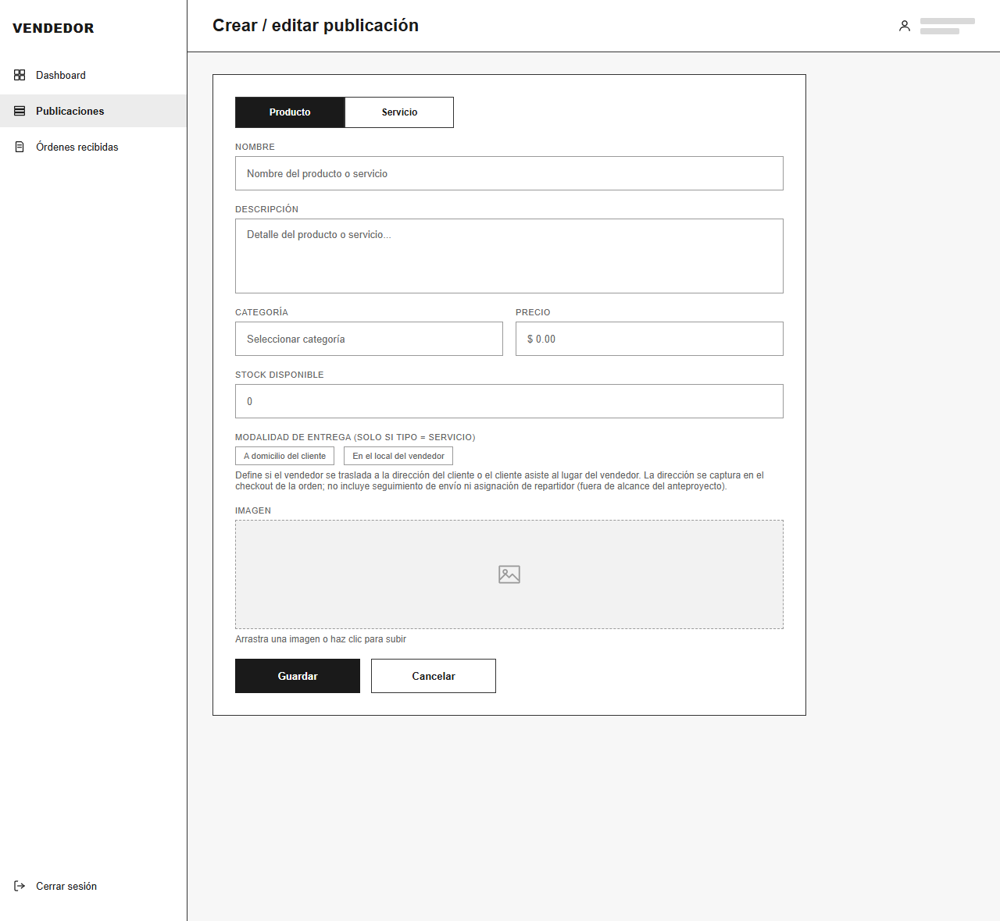 VENDEDOR
Crear / editar publicación
Dashboard
Publicaciones
Órdenes recibidas
Producto
Servicio
NOMBRE
Nombre del producto o servicio
DESCRIPCIÓN
Detalle del producto o servicio...
CATEGORÍA
PRECIO
Seleccionar categoría
$ 0.00
STOCK DISPONIBLE
0
MODALIDAD DE ENTREGA (SOLO SI TIPO = SERVICIO)
A domicilio del cliente
En el local del vendedor
Define si el vendedor se traslada a la dirección del cliente o el cliente asiste al lugar del vendedor. La dirección se captura en el
checkout de la orden; no incluye seguimiento de envío ni asignación de repartidor (fuera de alcance del anteproyecto).
IMAGEN
Arrastra una imagen o haz clic para subir
Guardar
Cancelar
Cerrar sesión